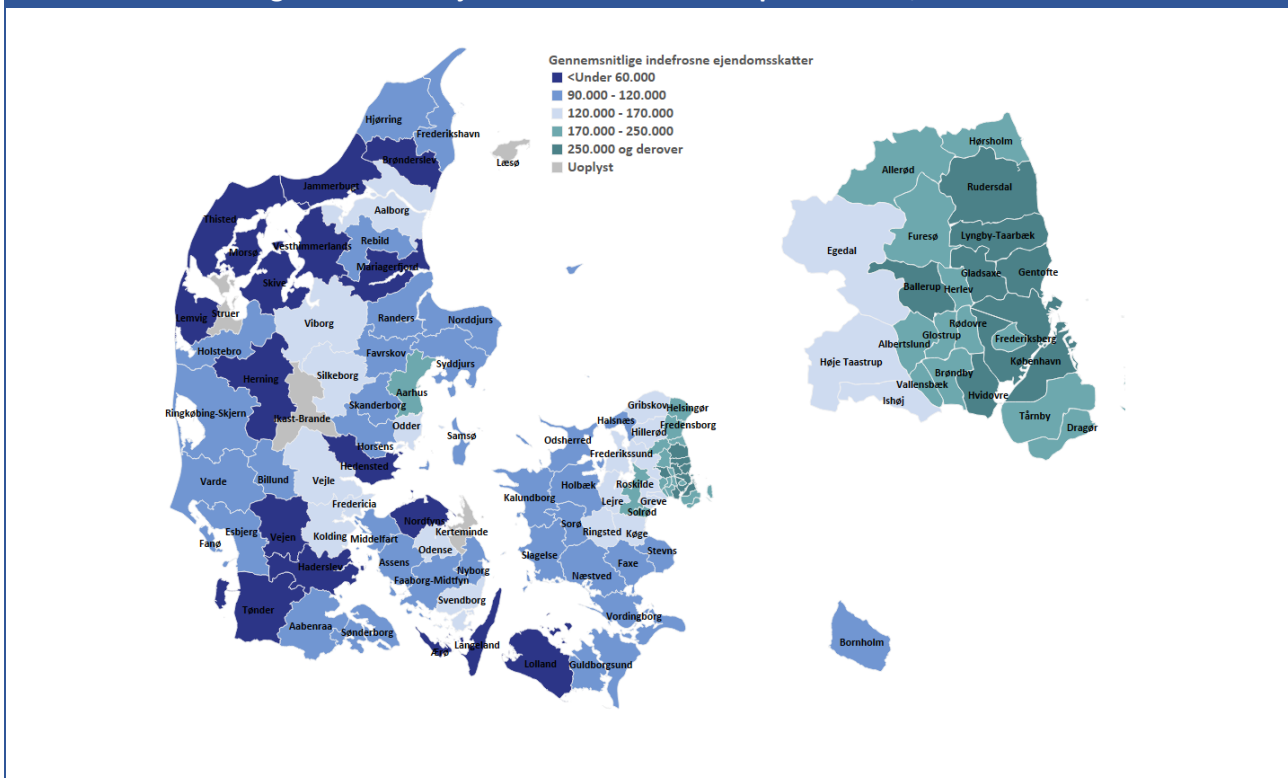 Gennemsnitlige indefrosne ejendomsskatter
<Under 60.000
90.000 - 120.000
120.000 - 170.000
170.000 - 250.000
250.000 og derover
Uoplyst
Hjørring
Frederikshavn
Læsø
Brønderslev
Jammerbugt
Aalborg
Thisted
Rebild
Vesthimmerlands
Morsø
Mariagerfjord
Skive
Struer
Lemvig
Viborg
Randers
Norddjurs
Holstebro
Favrskov
Syddjurs
Herning
Silkeborg
Aarhus
Skanderborg
Ringkøbing-Skjern
Ikast-Brande
Odder
Samsø
Horsens
Hedensted
Varde
Billund
Vejle
Fredericia
Esbjerg
Fanø
Vejen
Kolding
Middelfart
Nordfyns
Kerteminde
Odense
Haderslev
Assens
Nyborg
Faaborg-Midtfyn
Svendborg
Tønder
Aabenraa
Sønderborg
Ærø
Langeland
Lolland
Guldborgsund
Gribskov
Helsingør
Halsnæs
Hillerød
Fredensborg
Odsherred
Frederikssund
Kalundborg
Holbæk
Roskilde
Lejre
Greve
Solrød
Sorø
Ringsted
Køge
Slagelse
Stevns
Faxe
Næstved
Vordingborg
Hørsholm
Allerød
Rudersdal
Furesø
Lyngby-Taarbæk
Egedal
Gladsaxe
Gentofte
Ballerup
Herlev
Rødovre
Glostrup
Frederiksberg
Albertslund
Høje Taastrup
København
Brøndby
Vallensbæk
Ishøj
Hvidovre
Tårnby
Dragør
Bornholm